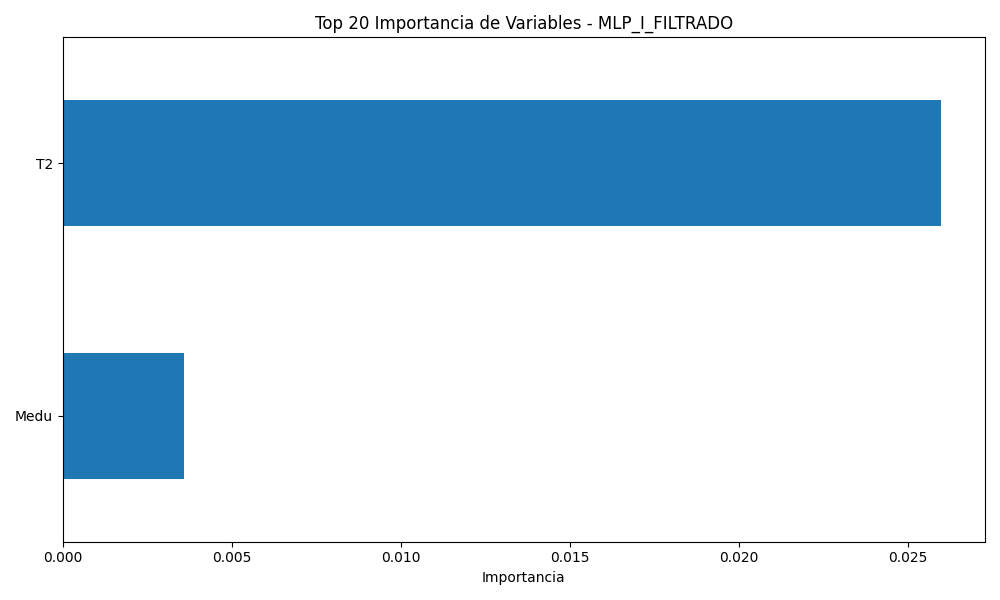 Top 20 Importancia de Variables - MLP_I_FILTRADO
T2
Medu
0.000 0.005 0.010 0.015 0.020 0.025
Importancia